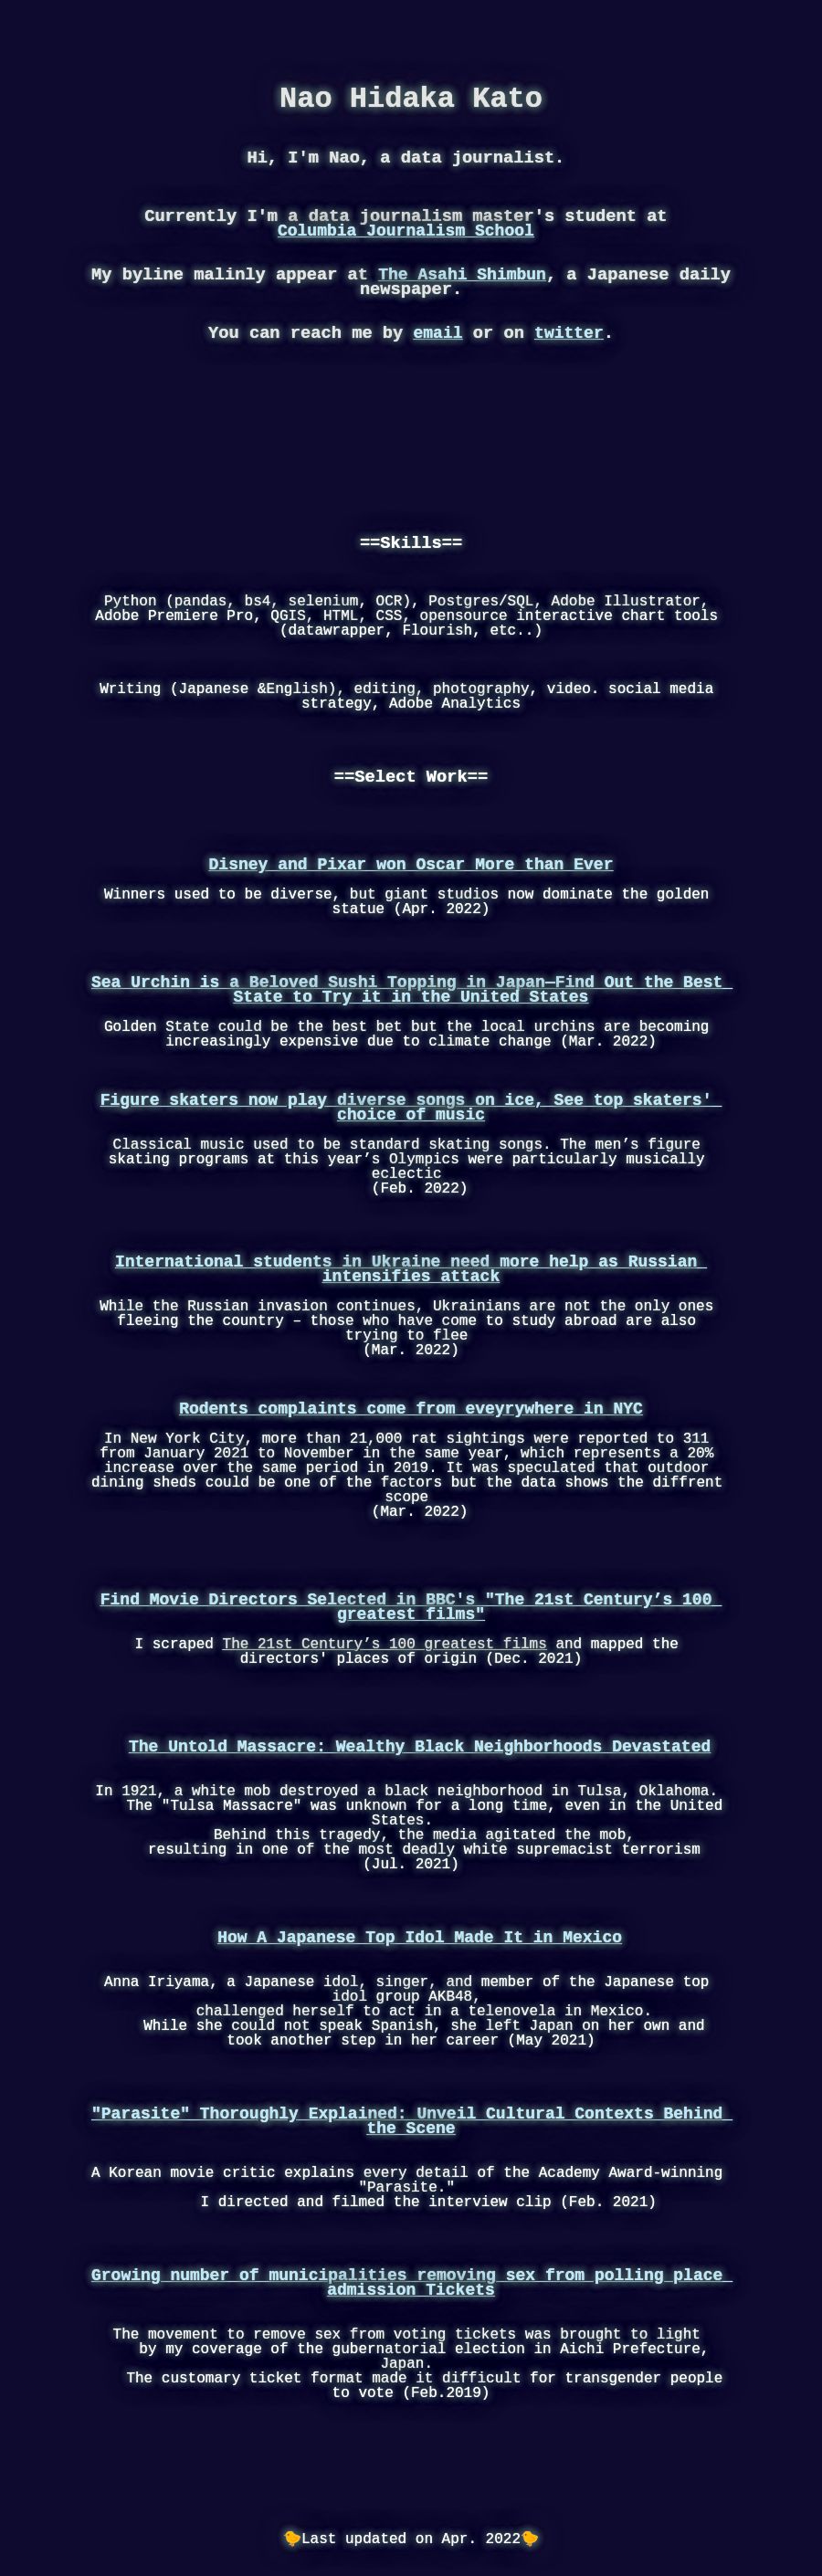 Nao Hidaka Kato
Hi, I'm Nao, a data journalist.
Currently I'm a data journalism master's student at
Columbia Journalism School
My byline malinly appear at The Asahi Shimbun, a Japanese daily
newspaper.
You can reach me by email or on twitter.
==Skills==
Python (pandas, bs4, selenium, OCR), Postgres/SQL, Adobe Illustrator,
Adobe Premiere Pro, QGIS, HTML, CSS, opensource interactive chart tools
(datawrapper, Flourish, etc..)
Writing (Japanese &English), editing, photography, video. social media
strategy, Adobe Analytics
==Select Work==
Disney and Pixar won Oscar More than Ever
Winners used to be diverse, but giant studios now dominate the golden
statue (Apr. 2022)
Sea Urchin is a Beloved Sushi Topping in Japan—Find Out the Best
State to Try it in the United States
Golden State could be the best bet but the local urchins are becoming
increasingly expensive due to climate change (Mar. 2022)
Figure skaters now play diverse songs on ice, See top skaters'
choice of music
Classical music used to be standard skating songs. The men’s figure
skating programs at this year’s Olympics were particularly musically
eclectic
(Feb. 2022)
International students in Ukraine need more help as Russian
intensifies attack
While the Russian invasion continues, Ukrainians are not the only ones
fleeing the country – those who have come to study abroad are also
trying to flee
(Mar. 2022)
Rodents complaints come from eveyrywhere in NYC
In New York City, more than 21,000 rat sightings were reported to 311
from January 2021 to November in the same year, which represents a 20%
increase over the same period in 2019. It was speculated that outdoor
dining sheds could be one of the factors but the data shows the diffrent
scope
(Mar. 2022)
Find Movie Directors Selected in BBC's "The 21st Century’s 100
greatest films"
I scraped The 21st Century’s 100 greatest films and mapped the
directors' places of origin (Dec. 2021)
The Untold Massacre: Wealthy Black Neighborhoods Devastated
In 1921, a white mob destroyed a black neighborhood in Tulsa, Oklahoma.
The "Tulsa Massacre" was unknown for a long time, even in the United
States.
Behind this tragedy, the media agitated the mob,
resulting in one of the most deadly white supremacist terrorism
(Jul. 2021)
How A Japanese Top Idol Made It in Mexico
Anna Iriyama, a Japanese idol, singer, and member of the Japanese top
idol group AKB48,
challenged herself to act in a telenovela in Mexico.
While she could not speak Spanish, she left Japan on her own and
took another step in her career (May 2021)
"Parasite" Thoroughly Explained: Unveil Cultural Contexts Behind
the Scene
A Korean movie critic explains every detail of the Academy Award-winning
"Parasite."
I directed and filmed the interview clip (Feb. 2021)
Growing number of municipalities removing sex from polling place
admission Tickets
The movement to remove sex from voting tickets was brought to light
by my coverage of the gubernatorial election in Aichi Prefecture,
Japan.
The customary ticket format made it difficult for transgender people
to vote (Feb.2019)
🐤Last updated on Apr. 2022🐤